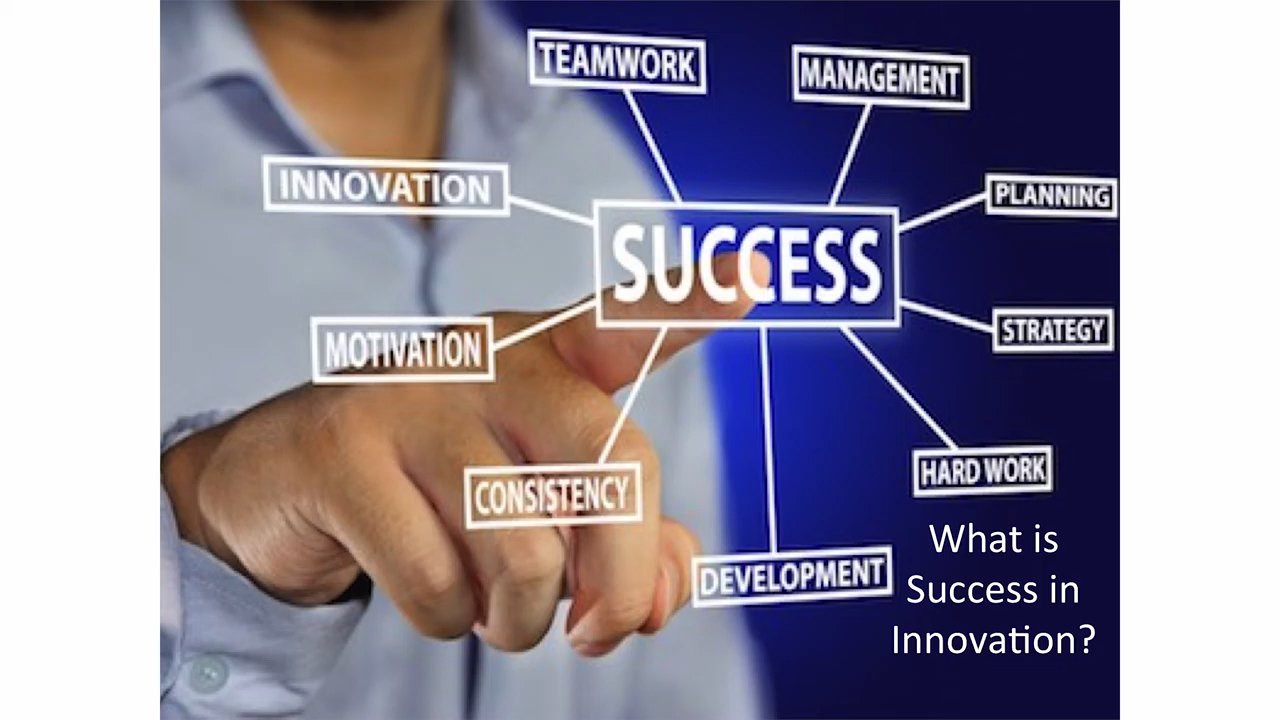 TEAMWORK
MANAGEMENT
INNOVATION
PLANNING
SUCCESS
MOTIVATION
STRATEGY
HARD WORK
CONSISTENCY
DEVELOPMENT
What is
Success in
Innovation?